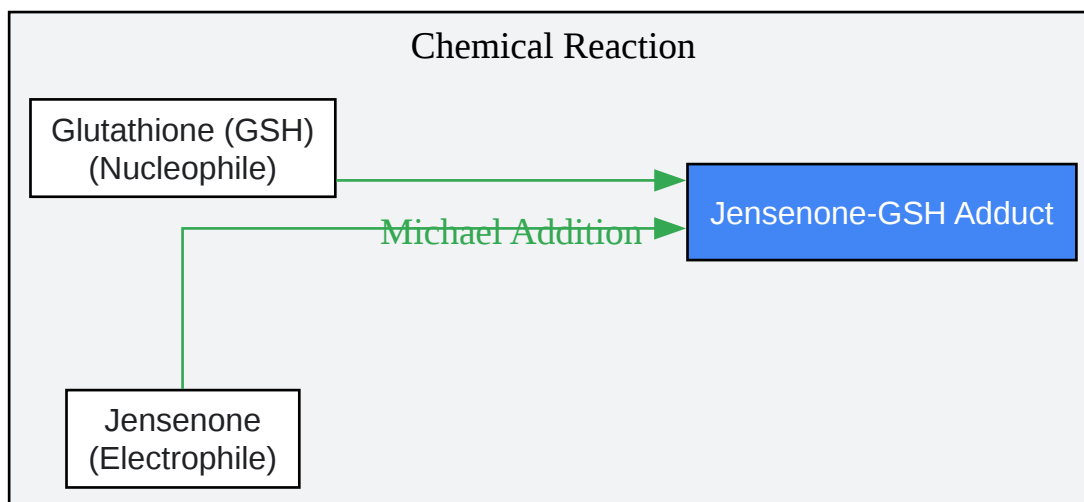 Chemical Reaction
Glutathione (GSH)
(Nucleophile)
Jensenone-GSH Adduct
Michael Addition
Jensenone
(Electrophile)